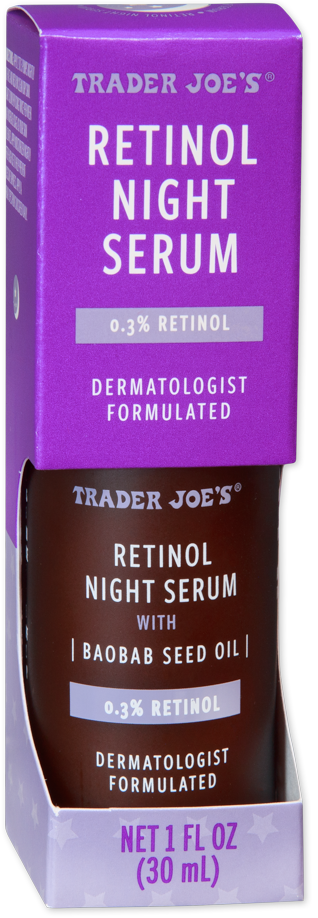 TRADER JOE'S®
RETINOL
NIGHT
SERUM
0.3% RETINOL
DERMATOLOGIST
FORMULATED
TRADER JOE'S®
RETINOL
NIGHT SERUM
WITH
| BAOBAB SEED OIL |
0.3% RETINOL
DERMATOLOGIST
FORMULATED
NET 1 FL OZ
(30 mL)